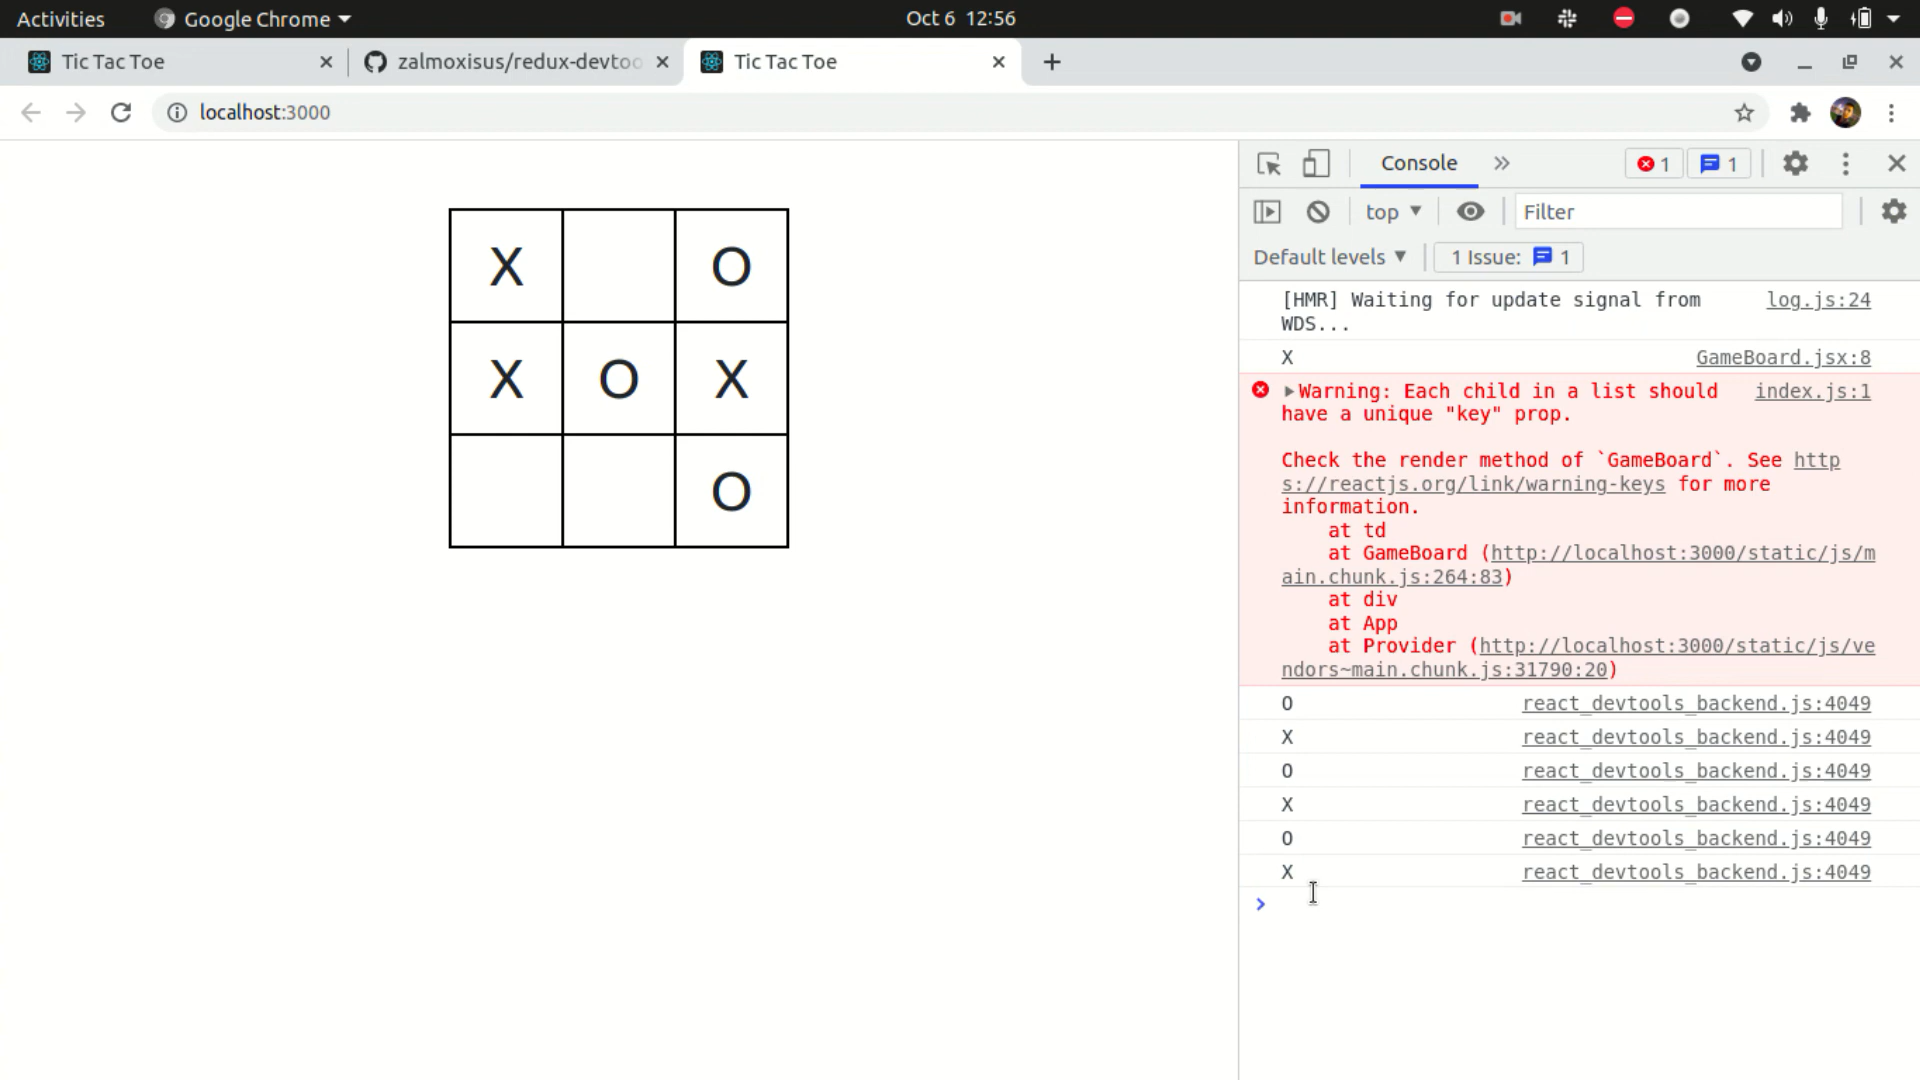 Activities Google Chrome Oct 6 12:56
Tic Tac Toe zalmoxisus/redux-devtoo Tic Tac Toe
localhost:3000
Console 1 1
top Filter
Default levels 1 Issue: 1
[HMR] Waiting for update signal from log.js:24
WDS...
X GameBoard.jsx:8
Warning: Each child in a list should index.js:1
have a unique "key" prop.
Check the render method of `GameBoard`. See http
s://reactjs.org/link/warning-keys for more
information.
at td
at GameBoard (http://localhost:3000/static/js/m
ain.chunk.js:264:83)
at div
at App
at Provider (http://localhost:3000/static/js/ve
ndors~main.chunk.js:31790:20)
O react_devtools_backend.js:4049
X react_devtools_backend.js:4049
O react_devtools_backend.js:4049
X react_devtools_backend.js:4049
O react_devtools_backend.js:4049
X react_devtools_backend.js:4049
X O
X O X
O